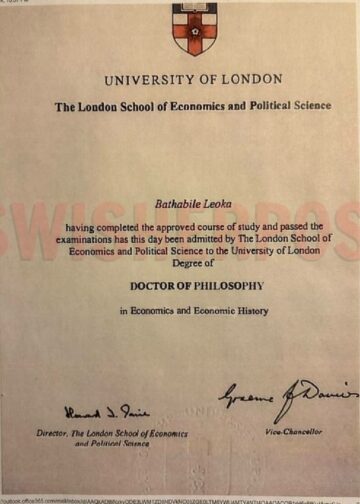 UNIVERSITY OF LONDON
The London School of Economics and Political Science
Bathabile Leoka
SWISHERPOS
having completed the approved course of study and passed the
examinations has this day been admitted by The London School of
Economics and Political Science to the University of London
Degree of
DOCTOR OF PHILOSOPHY
in Economics and Economic History
Graeme J Davies
Director, The London School of Economics
and Political Science
Vice-Chancellor